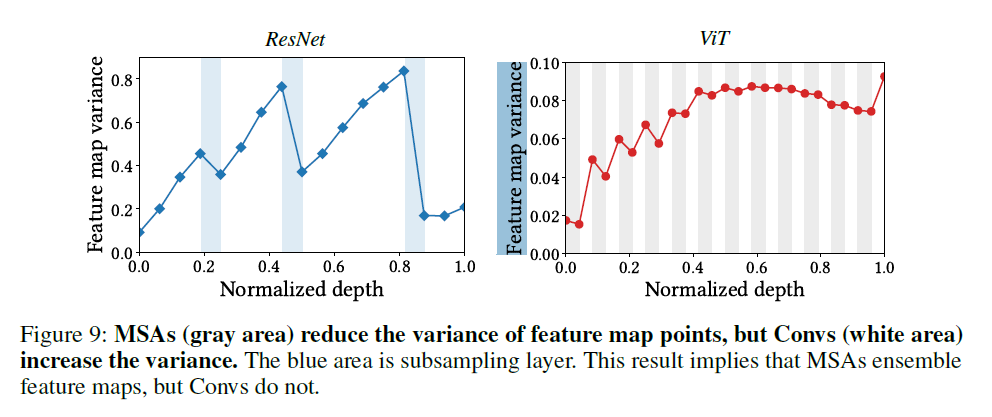 ResNet
Feature map variance
0.8
0.6
0.4
0.2
0.0
0.0 0.2 0.4 0.6 0.8 1.0
Normalized depth
ViT
Feature map variance
0.10
0.08
0.06
0.04
0.02
0.00
0.0 0.2 0.4 0.6 0.8 1.0
Normalized depth
Figure 9: MSAs (gray area) reduce the variance of feature map points, but Convs (white area)
increase the variance. The blue area is subsampling layer. This result implies that MSAs ensemble
feature maps, but Convs do not.